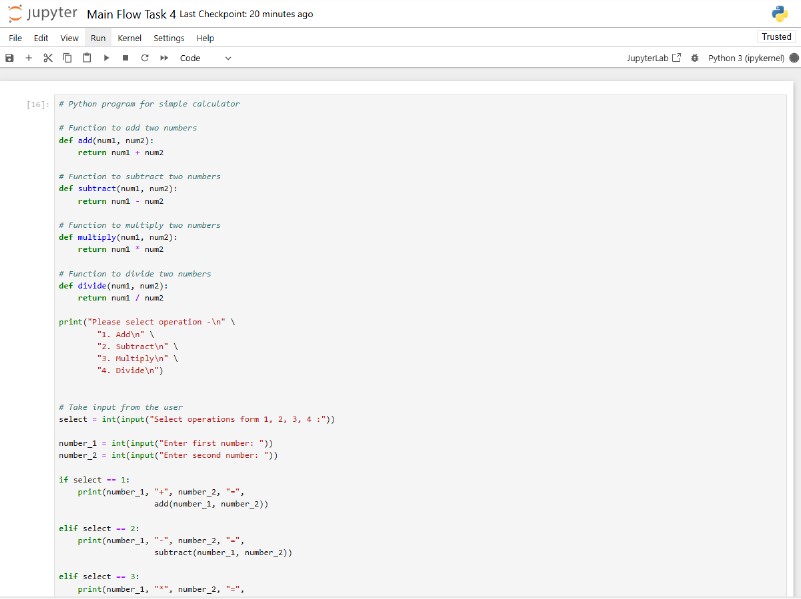 jupyter Main Flow Task 4 Last Checkpoint: 20 minutes ago
File Edit View Run Kernel Settings Help Trusted
Code JupyterLab Python 3 (ipykernel)
[16]: # Python program for simple calculator
# Function to add two numbers
def add(num1, num2):
    return num1 + num2
# Function to subtract two numbers
def subtract(num1, num2):
    return num1 - num2
# Function to multiply two numbers
def multiply(num1, num2):
    return num1 * num2
# Function to divide two numbers
def divide(num1, num2):
    return num1 / num2
print("Please select operation -\n" \
        "1. Add\n" \
        "2. Subtract\n" \
        "3. Multiply\n" \
        "4. Divide\n")
# Take input from the user
select = int(input("Select operations form 1, 2, 3, 4 :"))
number_1 = int(input("Enter first number: "))
number_2 = int(input("Enter second number: "))
if select == 1:
    print(number_1, "+", number_2, "=",
                    add(number_1, number_2))
elif select == 2:
    print(number_1, "-", number_2, "=",
                    subtract(number_1, number_2))
elif select == 3:
    print(number_1, "*", number_2, "=",